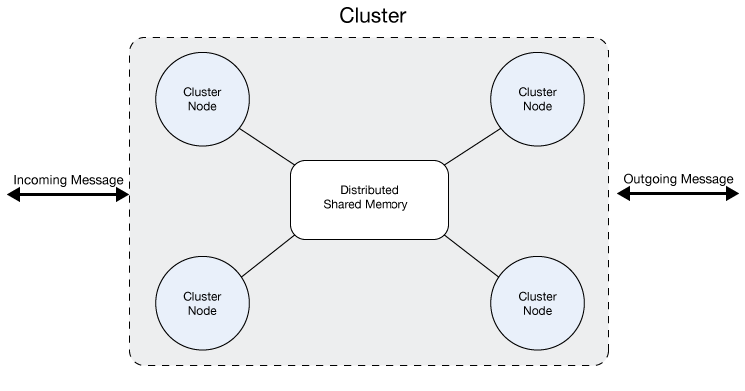 Cluster
Cluster
Node
Cluster
Node
Incoming Message
Distributed
Shared Memory
Outgoing Message
Cluster
Node
Cluster
Node